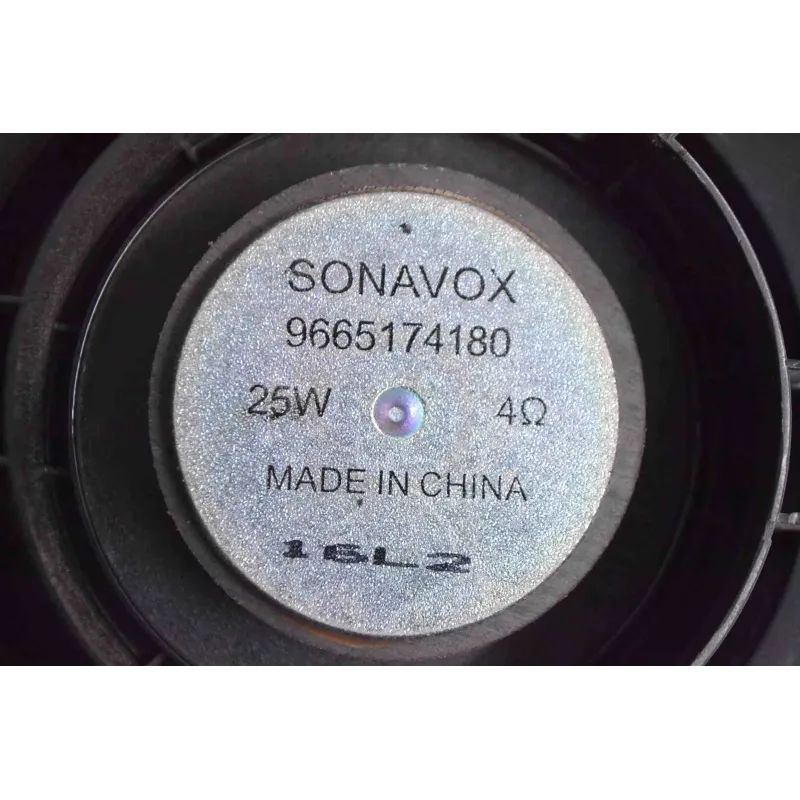 SONAVOX
9665174180
25W 4Ω
MADE IN CHINA
16L2